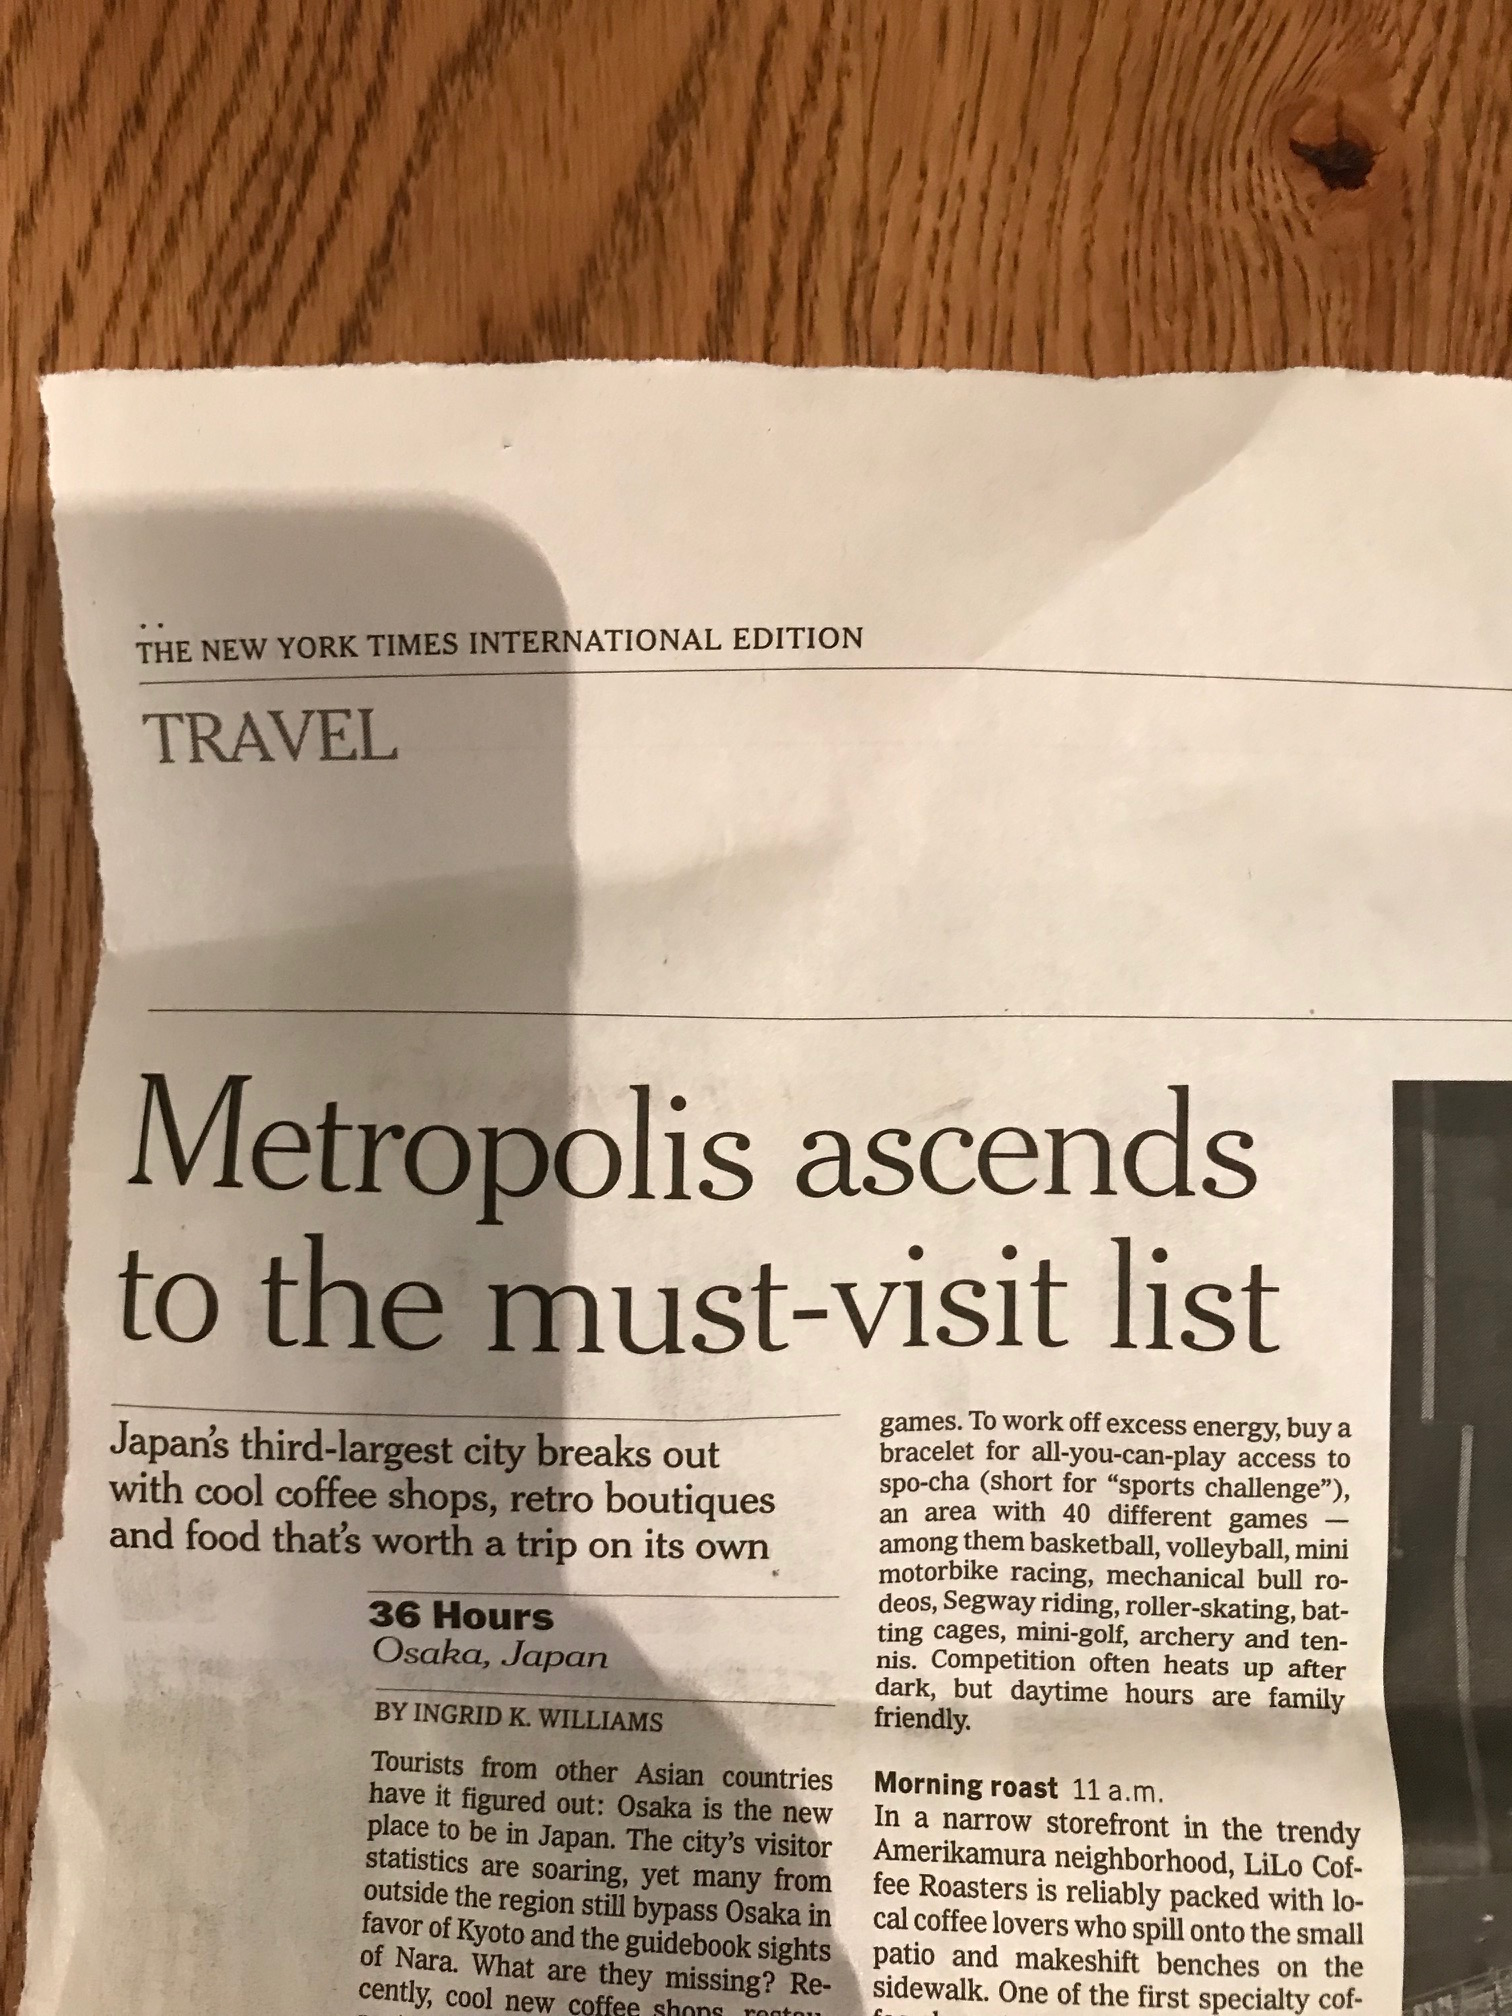 THE NEW YORK TIMES INTERNATIONAL EDITION
TRAVEL
Metropolis ascends
to the must-visit list
Japan's third-largest city breaks out
with cool coffee shops, retro boutiques
and food that's worth a trip on its own
36 Hours
Osaka, Japan
BY INGRID K. WILLIAMS
Tourists from other Asian countries
have it figured out: Osaka is the new
place to be in Japan. The city's visitor
statistics are soaring, yet many from
outside the region still bypass Osaka in
favor of Kyoto and the guidebook sights
of Nara. What are they missing? Re-
cently, cool new coffee shops,
games. To work off excess energy, buy a
bracelet for all-you-can-play access to
spo-cha (short for “sports challenge”),
an area with 40 different games —
among them basketball, volleyball, mini
motorbike racing, mechanical bull ro-
deos, Segway riding, roller-skating, bat-
ting cages, mini-golf, archery and ten-
nis. Competition often heats up after
dark, but daytime hours are family
friendly.
Morning roast 11 a.m.
In a narrow storefront in the trendy
Amerikamura neighborhood, LiLo Cof-
fee Roasters is reliably packed with lo-
cal coffee lovers who spill onto the small
patio and makeshift benches on the
sidewalk. One of the first specialty cof-